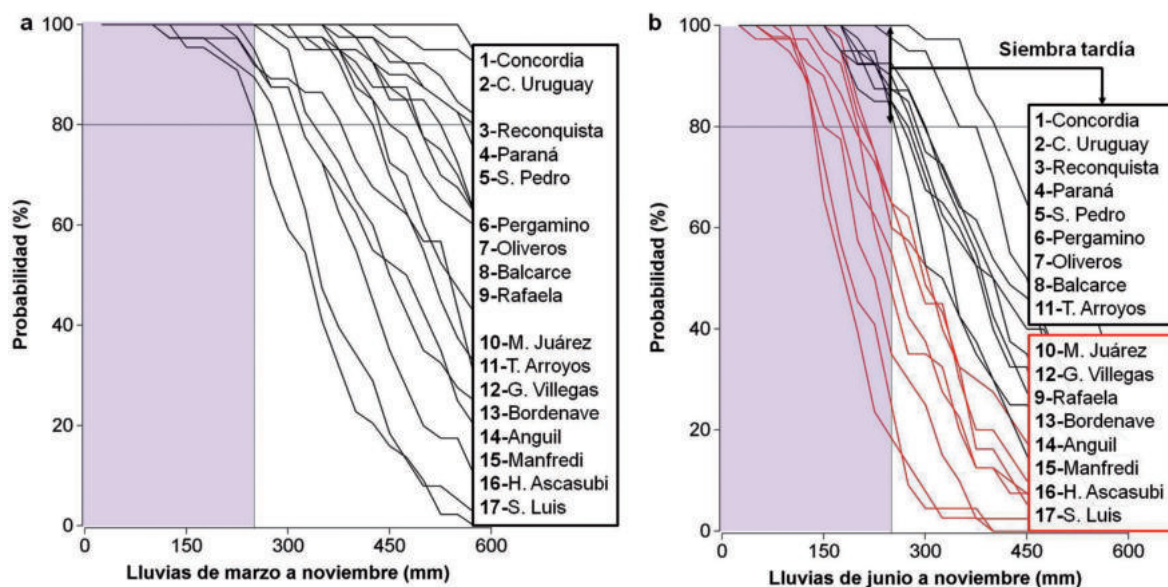 a
100
80
60
40
20
0
Probabilidad (%)
0 150 300 450 600
Lluvias de marzo a noviembre (mm)
1-Concordia
2-C. Uruguay
3-Reconquista
4-Paraná
5-S. Pedro
6-Pergamino
7-Oliveros
8-Balcarce
9-Rafaela
10-M. Juárez
11-T. Arroyos
12-G. Villegas
13-Bordenave
14-Anguil
15-Manfredi
16-H. Ascasubi
17-S. Luis
b
100
80
60
40
20
0
Probabilidad (%)
0 150 300 450 600
Lluvias de junio a noviembre (mm)
Siembra tardía
1-Concordia
2-C. Uruguay
3-Reconquista
4-Paraná
5-S. Pedro
6-Pergamino
7-Oliveros
8-Balcarce
11-T. Arroyos
10-M. Juárez
12-G. Villegas
9-Rafaela
13-Bordenave
14-Anguil
15-Manfredi
16-H. Ascasubi
17-S. Luis